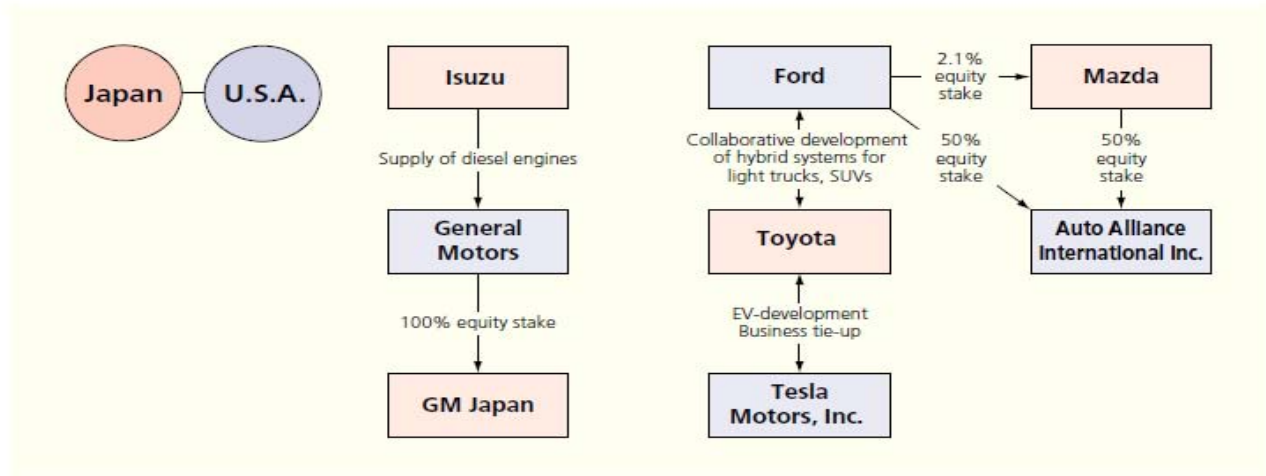 Japan
U.S.A.
Isuzu
Supply of diesel engines
General
Motors
100% equity stake
GM Japan
Ford
2.1%
equity
stake
Mazda
Collaborative development
of hybrid systems for
light trucks, SUVs
50%
equity
stake
50%
equity
stake
Toyota
Auto Alliance
International Inc.
EV-development
Business tie-up
Tesla
Motors, Inc.